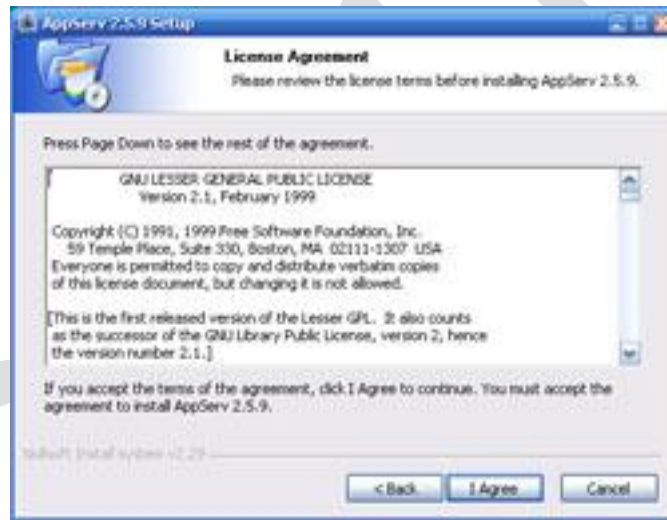 AppServ 2.5.9 Setup
License Agreement
Please review the license terms before installing AppServ 2.5.9.
Press Page Down to see the rest of the agreement.
GNU LESSER GENERAL PUBLIC LICENSE
Version 2.1, February 1999
Copyright (C) 1991, 1999 Free Software Foundation, Inc.
59 Temple Place, Suite 330, Boston, MA 02111-1307 USA
Everyone is permitted to copy and distribute verbatim copies
of this license document, but changing it is not allowed.
[This is the first released version of the Lesser GPL. It also counts
as the successor of the GNU Library Public License, version 2, hence
the version number 2.1.]
If you accept the terms of the agreement, click I Agree to continue. You must accept the
agreement to install AppServ 2.5.9.
Nullsoft Install System v2.29
< Back
I Agree
Cancel